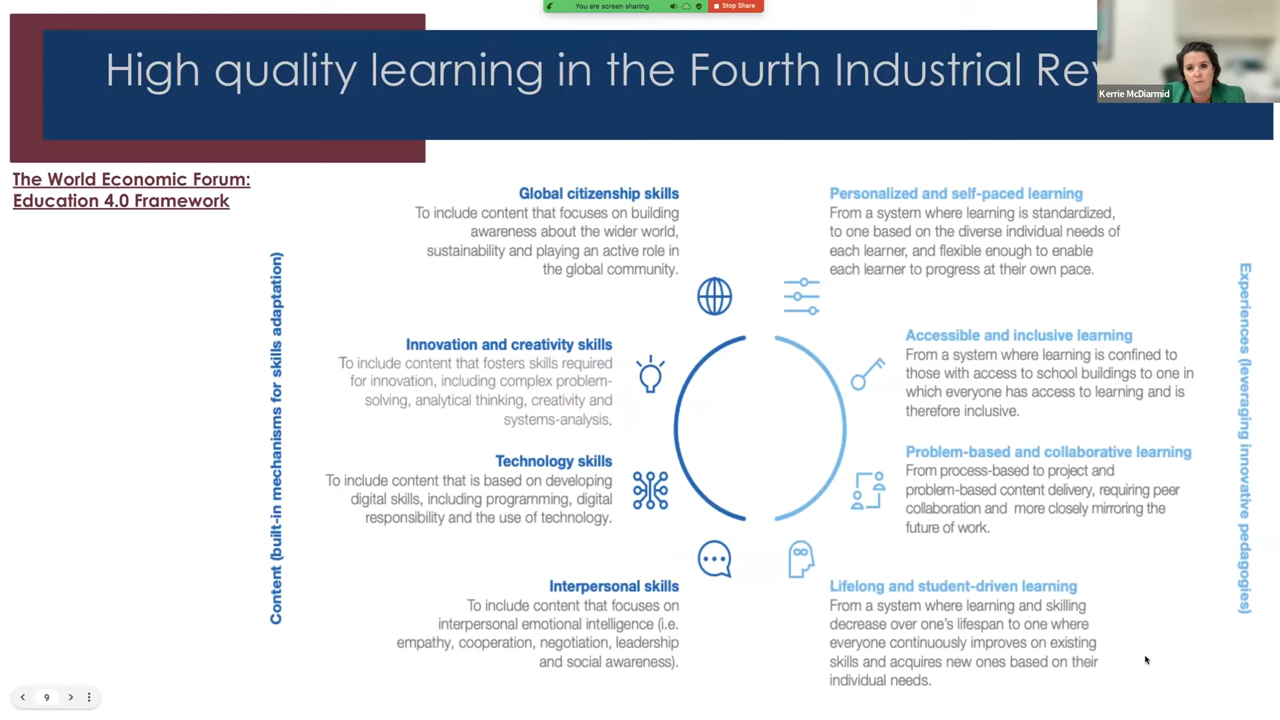 You are screen sharing
Stop Share
High quality learning in the Fourth Industrial Rev
Kerrie McDiarmid
The World Economic Forum:
Education 4.0 Framework
Content (built-in mechanisms for skills adaptation)
Global citizenship skills
To include content that focuses on building
awareness about the wider world,
sustainability and playing an active role in
the global community.
Innovation and creativity skills
To include content that fosters skills required
for innovation, including complex problem-
solving, analytical thinking, creativity and
systems-analysis.
Technology skills
To include content that is based on developing
digital skills, including programming, digital
responsibility and the use of technology.
Interpersonal skills
To include content that focuses on
interpersonal emotional intelligence (i.e.
empathy, cooperation, negotiation, leadership
and social awareness).
Personalized and self-paced learning
From a system where learning is standardized,
to one based on the diverse individual needs of
each learner, and flexible enough to enable
each learner to progress at their own pace.
Accessible and inclusive learning
From a system where learning is confined to
those with access to school buildings to one in
which everyone has access to learning and is
therefore inclusive.
Problem-based and collaborative learning
From process-based to project and
problem-based content delivery, requiring peer
collaboration and more closely mirroring the
future of work.
Lifelong and student-driven learning
From a system where learning and skilling
decrease over one's lifespan to one where
everyone continuously improves on existing
skills and acquires new ones based on their
individual needs.
Experiences (leveraging innovative pedagogies)
9